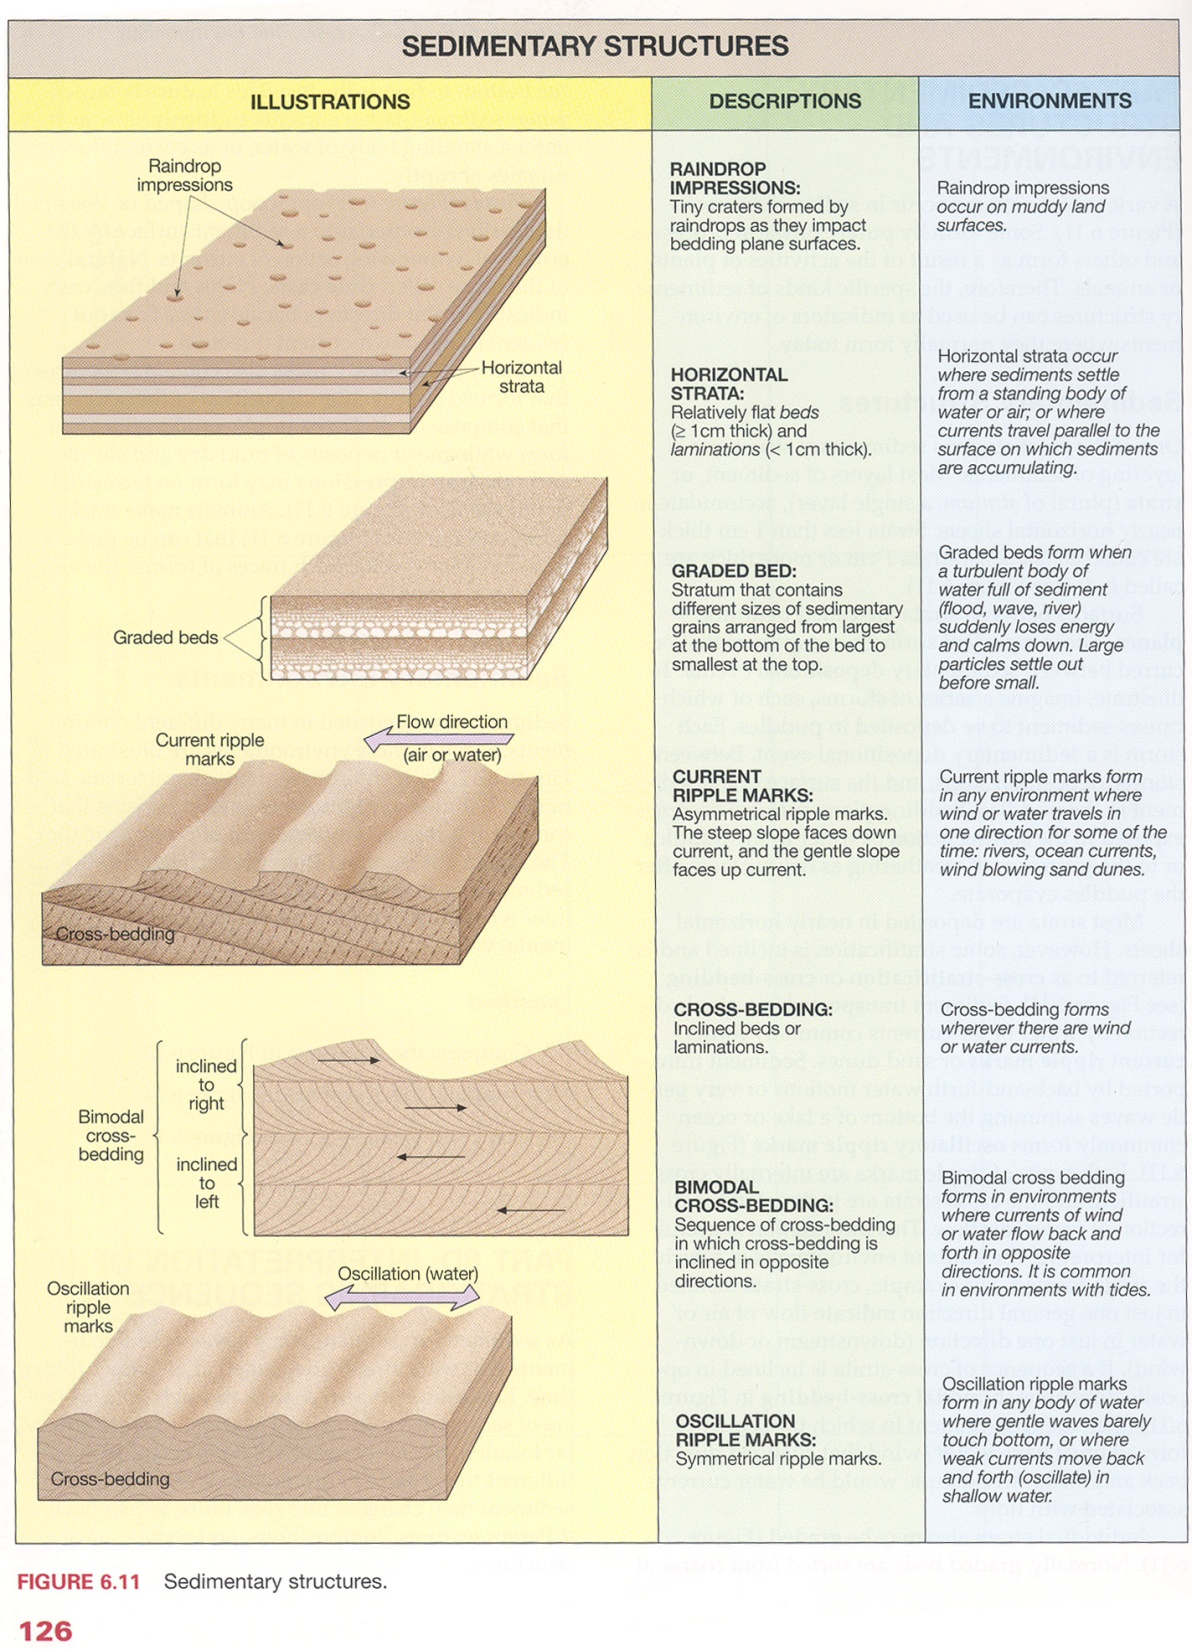 SEDIMENTARY STRUCTURES
ILLUSTRATIONS
DESCRIPTIONS
ENVIRONMENTS
Raindrop
impressions
Horizontal
strata
RAINDROP
IMPRESSIONS:
Tiny craters formed by
raindrops as they impact
bedding plane surfaces.
Raindrop impressions
occur on muddy land
surfaces.
HORIZONTAL
STRATA:
Relatively flat beds
(≥ 1cm thick) and
laminations (< 1cm thick).
Horizontal strata occur
where sediments settle
from a standing body of
water or air; or where
currents travel parallel to the
surface on which sediments
are accumulating.
Graded beds
GRADED BED:
Stratum that contains
different sizes of sedimentary
grains arranged from largest
at the bottom of the bed to
smallest at the top.
Graded beds form when
a turbulent body of
water full of sediment
(flood, wave, river)
suddenly loses energy
and calms down. Large
particles settle out
before small.
Flow direction
(air or water)
Current ripple
marks
Cross-bedding
CURRENT
RIPPLE MARKS:
Asymmetrical ripple marks.
The steep slope faces down
current, and the gentle slope
faces up current.
Current ripple marks form
in any environment where
wind or water travels in
one direction for some of the
time: rivers, ocean currents,
wind blowing sand dunes.
CROSS-BEDDING:
Inclined beds or
laminations.
Cross-bedding forms
wherever there are wind
or water currents.
Bimodal
cross-
bedding
inclined
to
right
inclined
to
left
BIMODAL
CROSS-BEDDING:
Sequence of cross-bedding
in which cross-bedding is
inclined in opposite
directions.
Bimodal cross bedding
forms in environments
where currents of wind
or water flow back and
forth in opposite
directions. It is common
in environments with tides.
Oscillation
ripple
marks
Oscillation (water)
Cross-bedding
OSCILLATION
RIPPLE MARKS:
Symmetrical ripple marks.
Oscillation ripple marks
form in any body of water
where gentle waves barely
touch bottom, or where
weak currents move back
and forth (oscillate) in
shallow water.
FIGURE 6.11 Sedimentary structures.
126